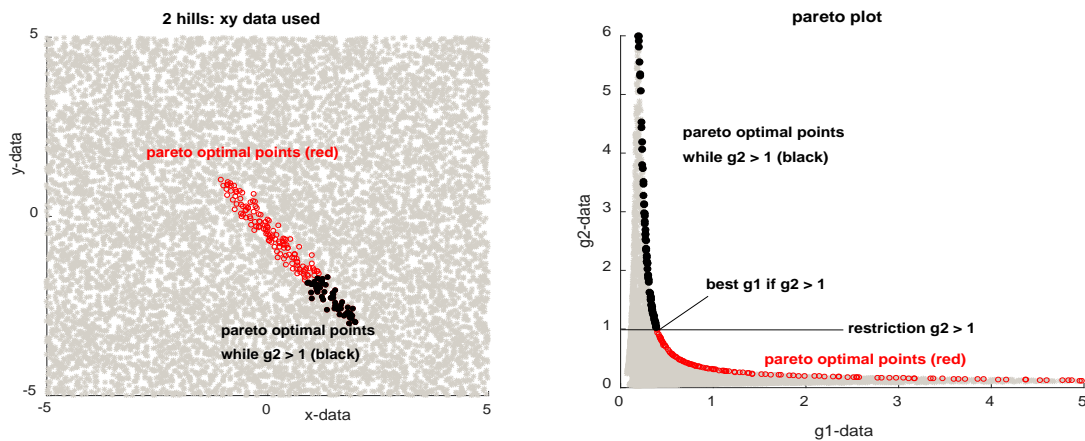 2 hills: xy data used
5
y-data
0
-5
pareto optimal points (red)
pareto optimal points
while g2 > 1 (black)
-5
0
5
x-data
pareto plot
6
5
4
3
2
1
0
g2-data
pareto optimal points
while g2 > 1 (black)
best g1 if g2 > 1
restriction g2 > 1
pareto optimal points (red)
0
1
2
3
4
5
g1-data